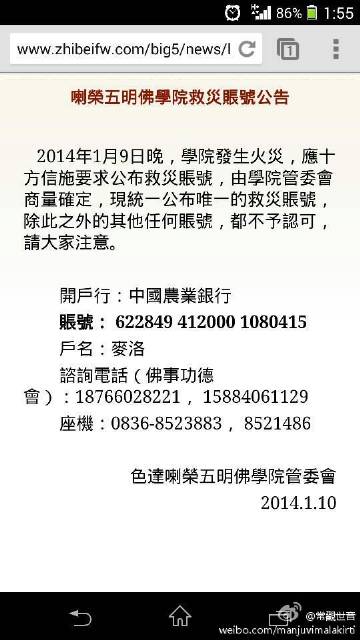 86% 1:55
www.zhibeifw.com/big5/news/l
1
喇榮五明佛學院救災賬號公告
2014年1月9日晚，學院發生火災，應十
方信施要求公布救災賬號，由學院管委會
商量確定，現統一公布唯一的救災賬號，
除此之外的其他任何賬號，都不予認可，
請大家注意。
開戶行：中國農業銀行
賬號： 622849 412000 1080415
戶名：麥洛
諮詢電話（佛事功德
會）：18766028221，15884061129
座機：0836-8523883，8521486
色達喇榮五明佛學院管委會
2014.1.10
@常觀世音
weibo.com/manjuvimalakirti